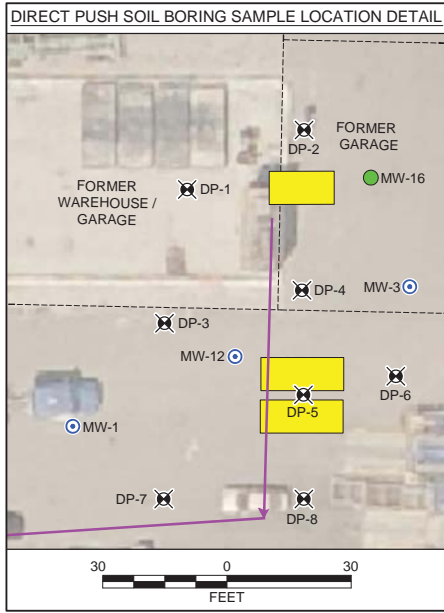 DIRECT PUSH SOIL BORING SAMPLE LOCATION DETAIL
DP-2
FORMER
GARAGE
MW-16
FORMER
WAREHOUSE /
GARAGE
DP-1
DP-4
MW-3
DP-3
MW-12
DP-6
DP-5
MW-1
DP-7
DP-8
30
0
30
FEET